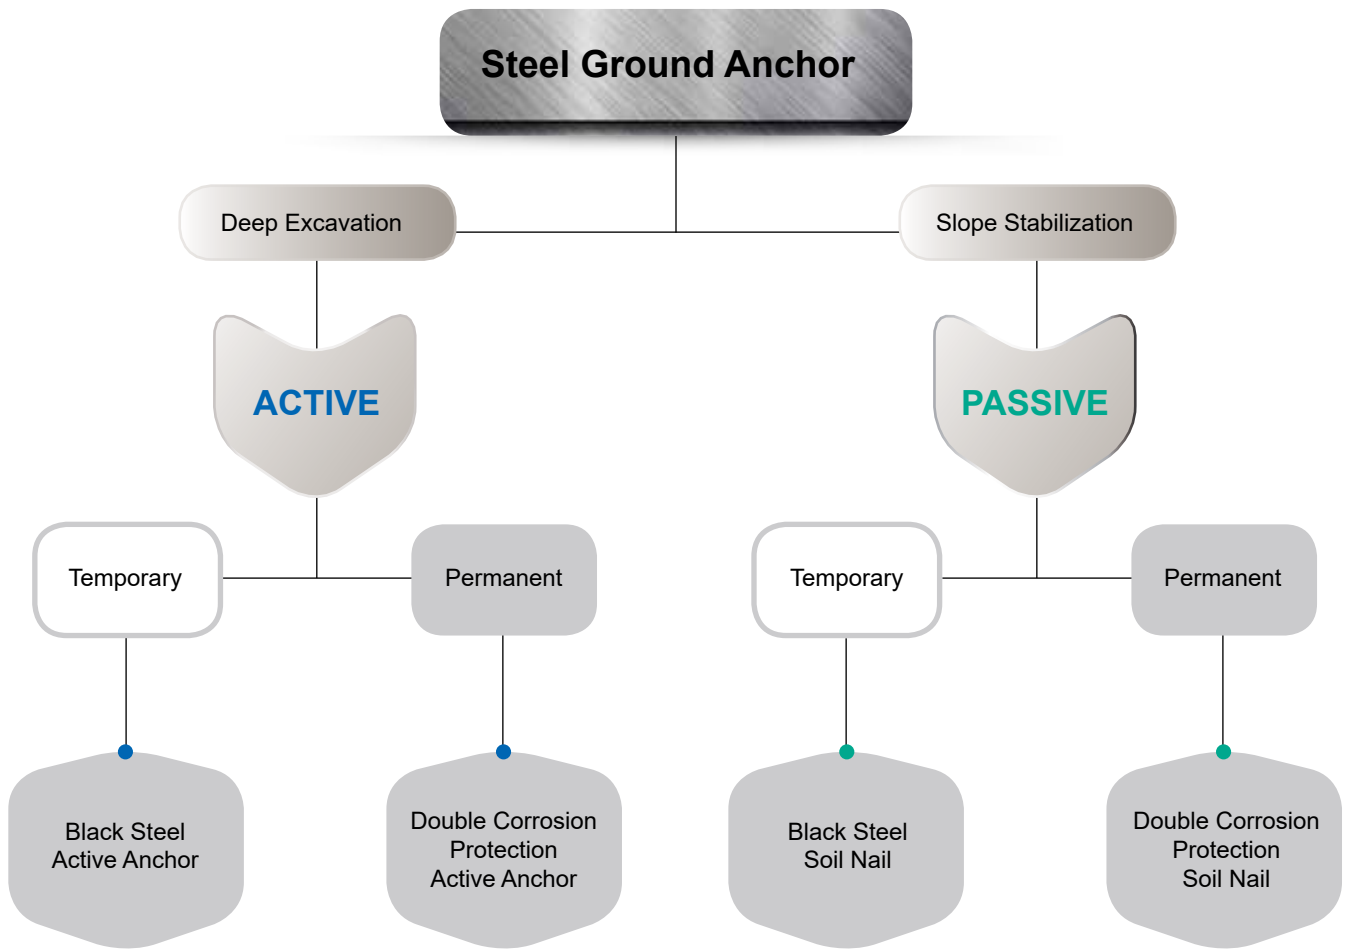 Steel Ground Anchor
Deep Excavation
Slope Stabilization
ACTIVE
PASSIVE
Temporary
Permanent
Temporary
Permanent
Black Steel
Active Anchor
Double Corrosion
Protection
Active Anchor
Black Steel
Soil Nail
Double Corrosion
Protection
Soil Nail